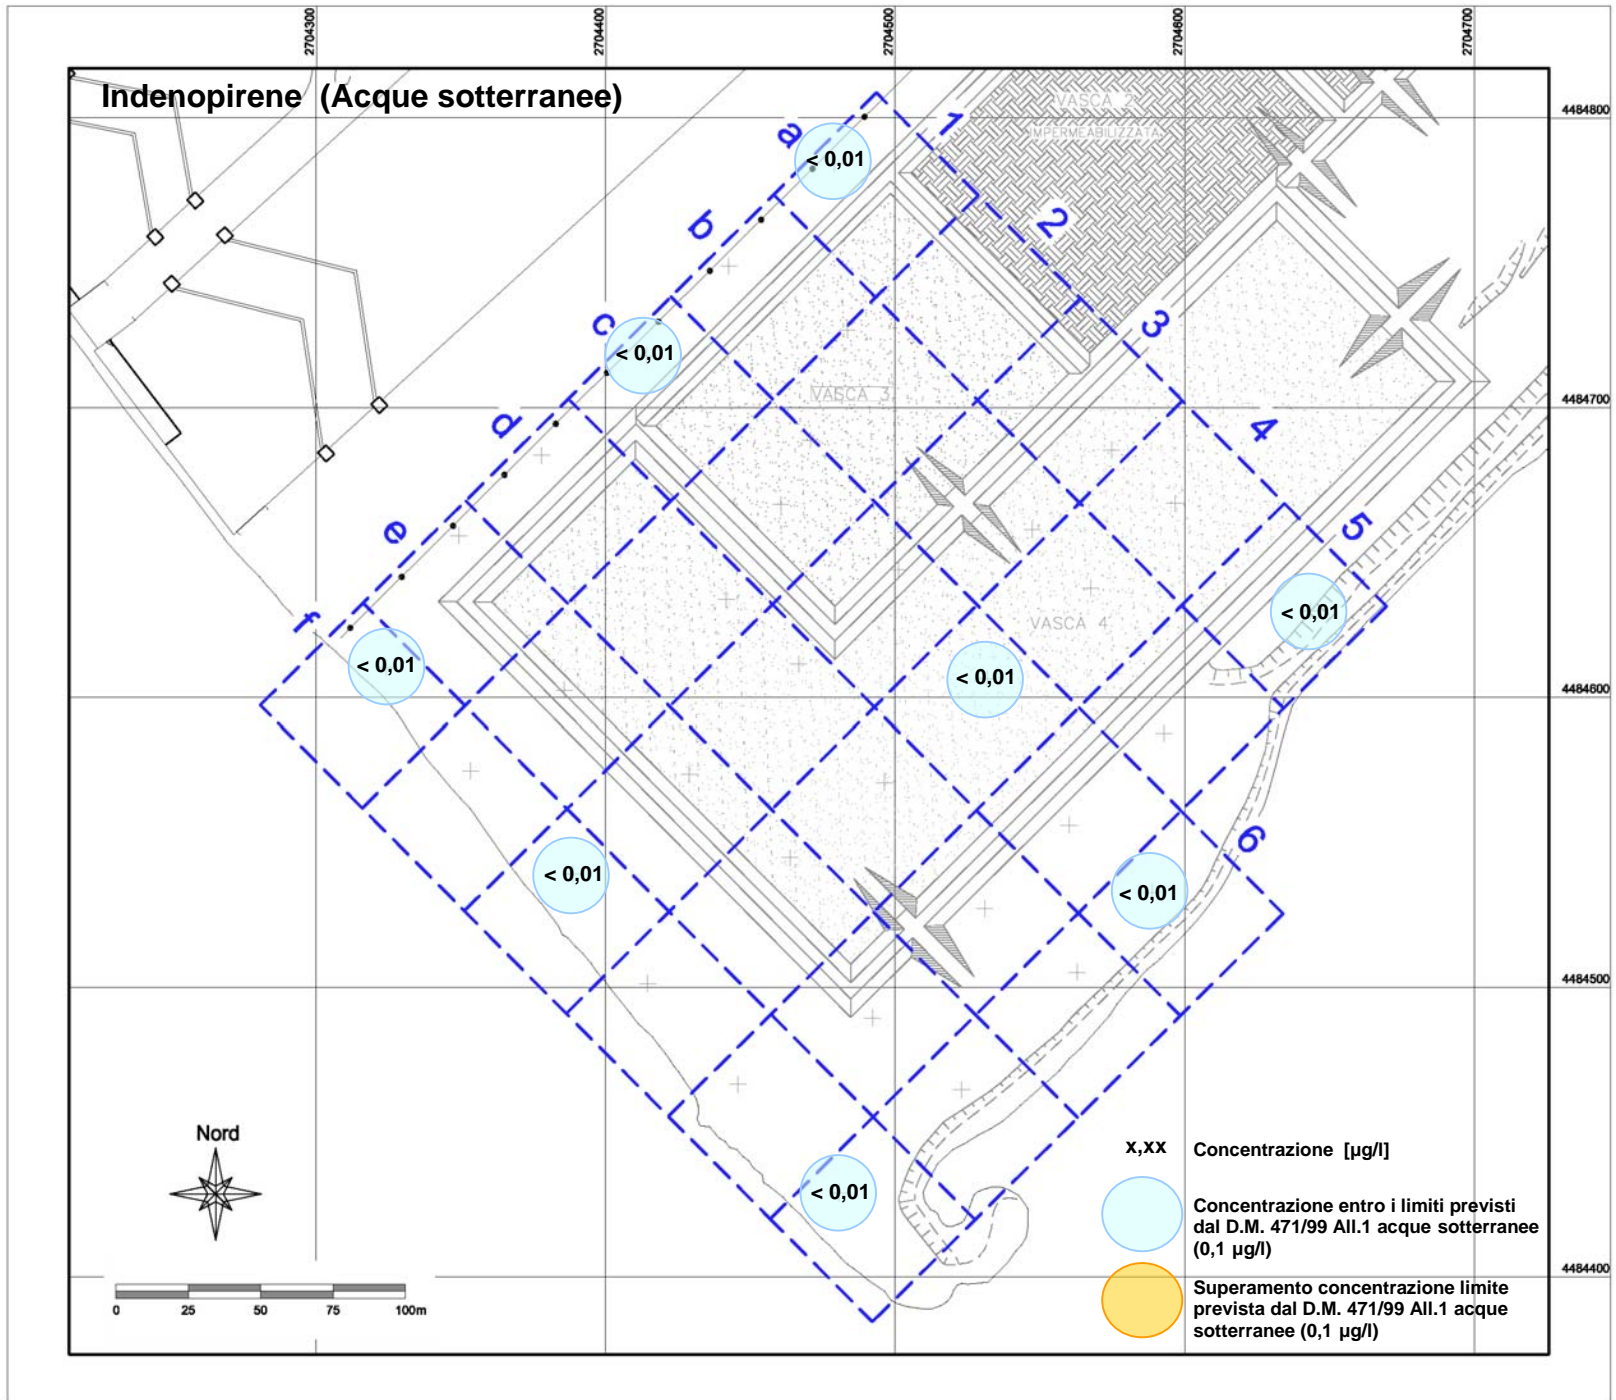 2704300
2704400
2704500
2704600
2704700
Indenopirene (Acque sotterranee)
VASCA 2
IMPERMEABILIZZATA
4484800
a
1
< 0,01
b
2
c
3
< 0,01
VASCA 3
4484700
d
4
e
5
f
< 0,01
VASCA 4
< 0,01
< 0,01
4484600
6
< 0,01
< 0,01
4484500
Nord
< 0,01
x,xx Concentrazione [µg/l]
Concentrazione entro i limiti previsti
dal D.M. 471/99 All.1 acque sotterranee
(0,1 µg/l)
4484400
Superamento concentrazione limite
prevista dal D.M. 471/99 All.1 acque
sotterranee (0,1 µg/l)
0 25 50 75 100m